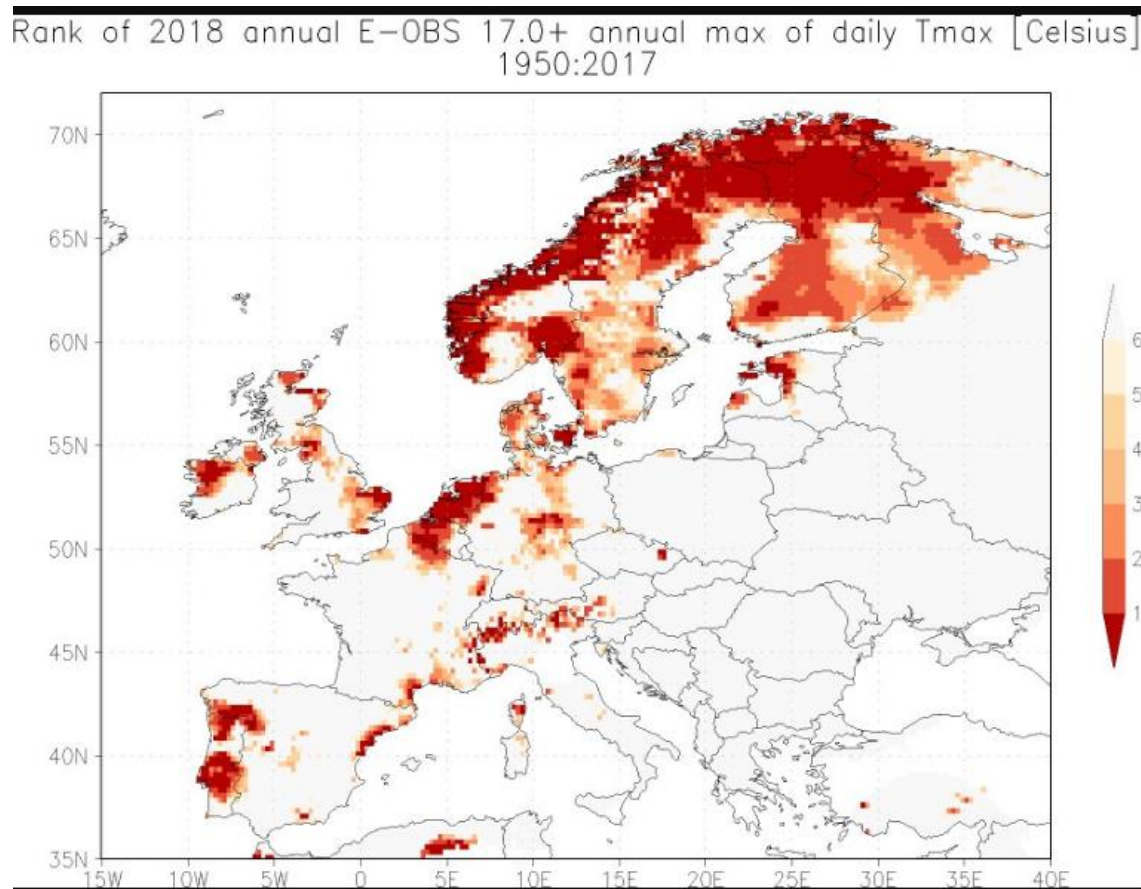 Rank of 2018 annual E-OBS 17.0+ annual max of daily Tmax [Celsius]
1950:2017
70N
65N
60N
55N
50N
45N
40N
35N
15W 10W 5W 0 5E 10E 15E 20E 25E 30E 35E 40E
6
5
4
3
2
1